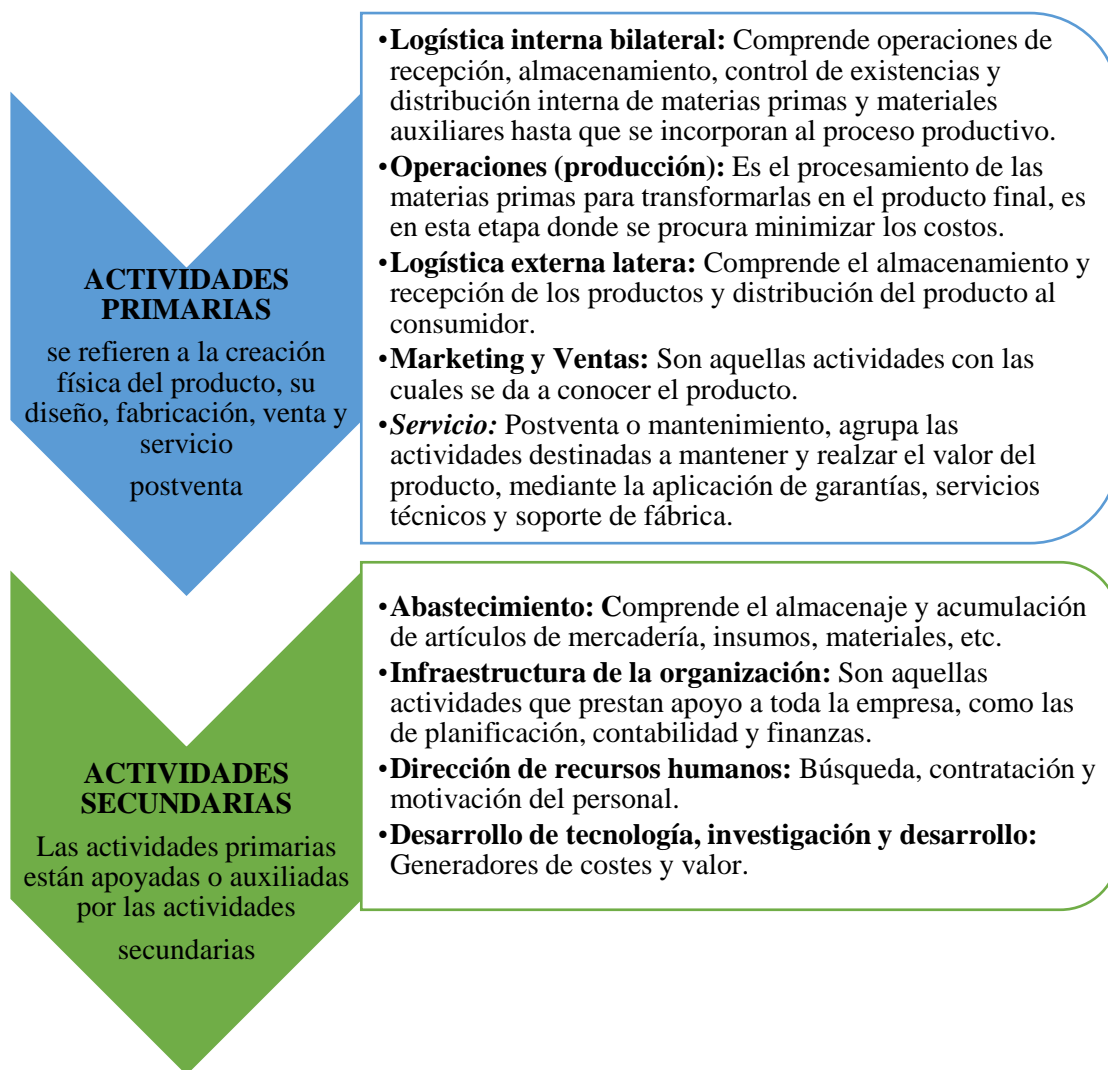 ACTIVIDADES
PRIMARIAS
se refieren a la creación
física del producto, su
diseño, fabricación, venta y
servicio
postventa
•Logística interna bilateral: Comprende operaciones de
recepción, almacenamiento, control de existencias y
distribución interna de materias primas y materiales
auxiliares hasta que se incorporan al proceso productivo.
•Operaciones (producción): Es el procesamiento de las
materias primas para transformarlas en el producto final, es
en esta etapa donde se procura minimizar los costos.
•Logística externa latera: Comprende el almacenamiento y
recepción de los productos y distribución del producto al
consumidor.
•Marketing y Ventas: Son aquellas actividades con las
cuales se da a conocer el producto.
•Servicio: Postventa o mantenimiento, agrupa las
actividades destinadas a mantener y realzar el valor del
producto, mediante la aplicación de garantías, servicios
técnicos y soporte de fábrica.
ACTIVIDADES
SECUNDARIAS
Las actividades primarias
están apoyadas o auxiliadas
por las actividades
secundarias
•Abastecimiento: Comprende el almacenaje y acumulación
de artículos de mercadería, insumos, materiales, etc.
•Infraestructura de la organización: Son aquellas
actividades que prestan apoyo a toda la empresa, como las
de planificación, contabilidad y finanzas.
•Dirección de recursos humanos: Búsqueda, contratación y
motivación del personal.
•Desarrollo de tecnología, investigación y desarrollo:
Generadores de costes y valor.